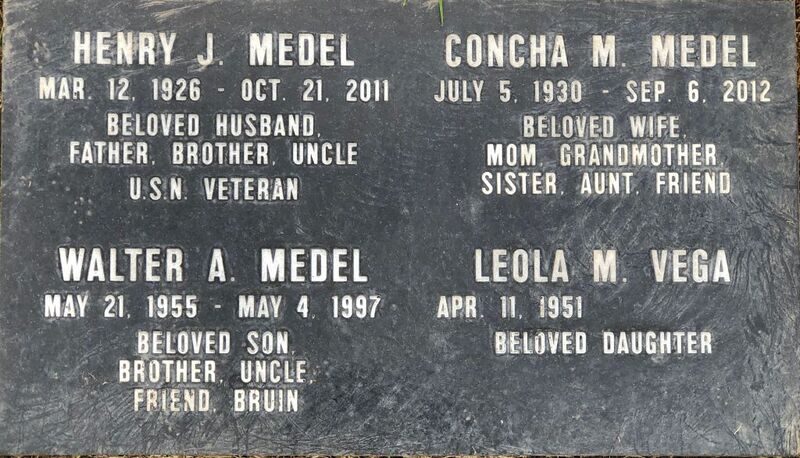 HENRY J. MEDEL
MAR. 12, 1926 - OCT. 21, 2011
BELOVED HUSBAND,
FATHER, BROTHER, UNCLE
U.S.N. VETERAN
CONCHA M. MEDEL
JULY 5, 1930 - SEP. 6, 2012
BELOVED WIFE,
MOM, GRANDMOTHER,
SISTER, AUNT, FRIEND
WALTER A. MEDEL
MAY 21, 1955 - MAY 4, 1997
BELOVED SON,
BROTHER, UNCLE,
FRIEND, BRUIN
LEOLA M. VEGA
APR. 11, 1951
BELOVED DAUGHTER